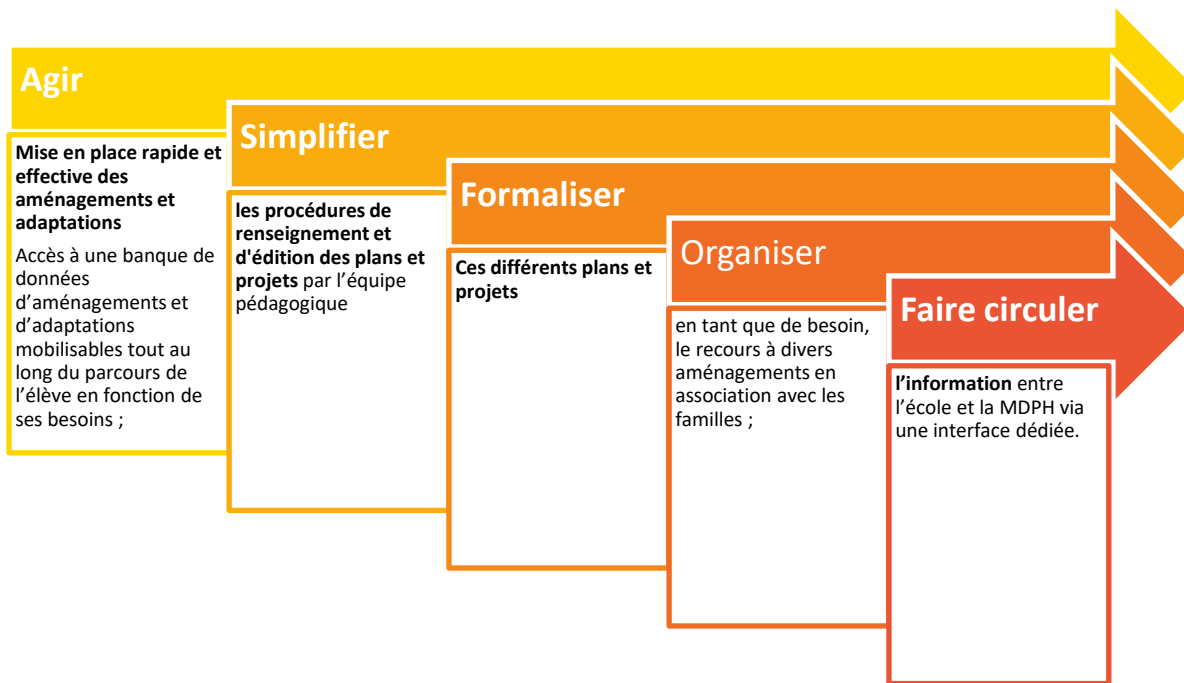 Agir
Mise en place rapide et
effective des
aménagements et
adaptations
Accès à une banque de
données
d’aménagements et
d’adaptations
mobilisables tout au
long du parcours de
l’élève en fonction de
ses besoins ;
Simplifier
les procédures de
renseignement et
d'édition des plans et
projets par l’équipe
pédagogique
Formaliser
Ces différents plans et
projets
Organiser
en tant que de besoin,
le recours à divers
aménagements en
association avec les
familles ;
Faire circuler
l’information entre
l’école et la MDPH via
une interface dédiée.